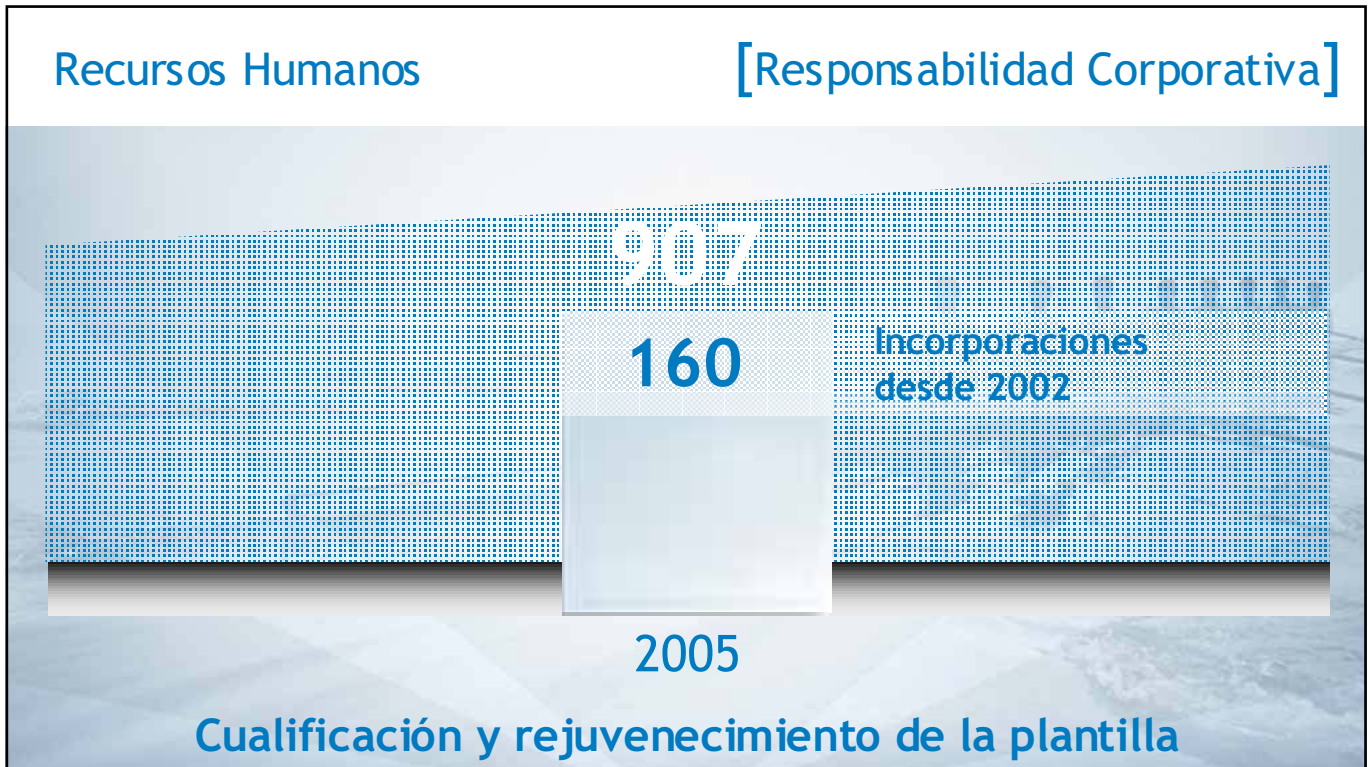 Recursos Humanos
[Responsabilidad Corporativa]
907
160
Incorporaciones
desde 2002
2005
Cualificación y rejuvenecimiento de la plantilla